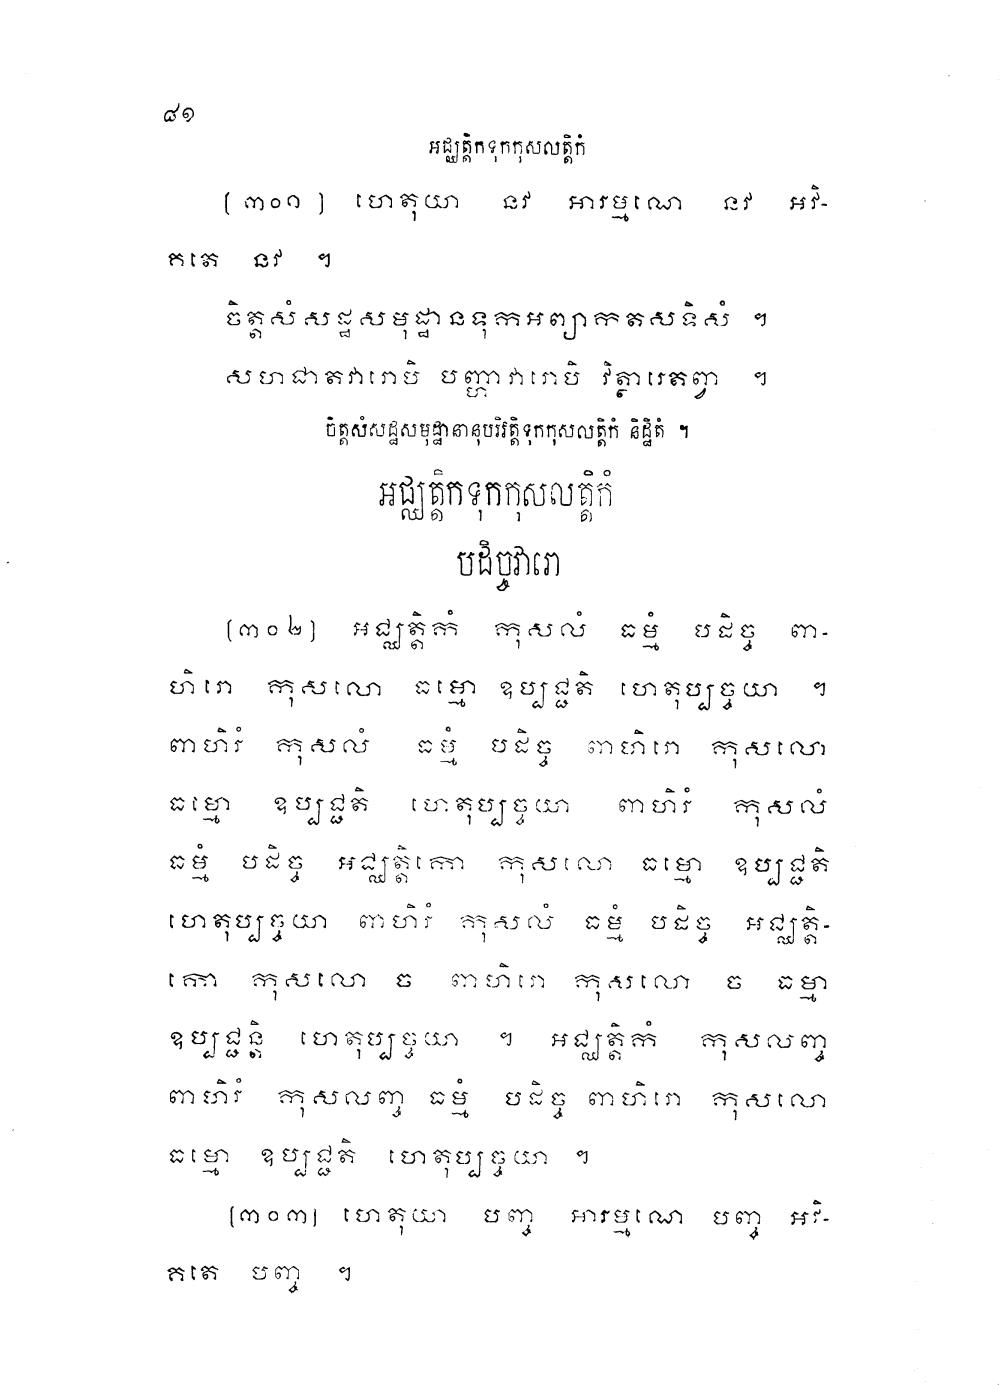 ៨១
អជ្ឈត្តិកទុកកុសលត្តិកំ
[៣០១] ហេតុយា នវ អារម្មណេ នវ អវិ-
កតេ នវ ។
ចិត្តសំសដ្ឋសមុដ្ឋានទុកអព្យាកតសទិសំ ។
សហជាតវារោបិ បញ្ហាវារោបិ វិត្ថារេតព្វា ។
ចិត្តសំសដ្ឋសមុដ្ឋានានុបរិវត្តិទុកកុសលត្តិកំ និដ្ឋិតំ ។
អជ្ឈត្តិកទុកកុសលត្តិកំ
បដិច្ចវារោ
[៣០២] អជ្ឈត្តិកំ កុសលំ ធម្មំ បដិច្ច ពា-
ហិរោ កុសលោ ធម្មោ ឧប្បជ្ជតិ ហេតុប្បច្ចយា ។
ពាហិរំ កុសលំ ធម្មំ បដិច្ច ពាហិរោ កុសលោ
ធម្មោ ឧប្បជ្ជតិ ហេតុប្បច្ចយា ពាហិរំ កុសលំ
ធម្មំ បដិច្ច អជ្ឈត្តិកោ កុសលោ ធម្មោ ឧប្បជ្ជតិ
ហេតុប្បច្ចយា ពាហិរំ កុសលំ ធម្មំ បដិច្ច អជ្ឈត្តិ-
កោ កុសលោ ច ពាហិរោ កុសលោ ច ធម្មា
ឧប្បជ្ជន្តិ ហេតុប្បច្ចយា ។ អជ្ឈត្តិកំ កុសលញ្ច
ពាហិរំ កុសលញ្ច ធម្មំ បដិច្ច ពាហិរោ កុសលោ
ធម្មោ ឧប្បជ្ជតិ ហេតុប្បច្ចយា ។
[៣០៣] ហេតុយា បញ្ច អារម្មណេ បញ្ច អវិ-
កតេ បញ្ច ។